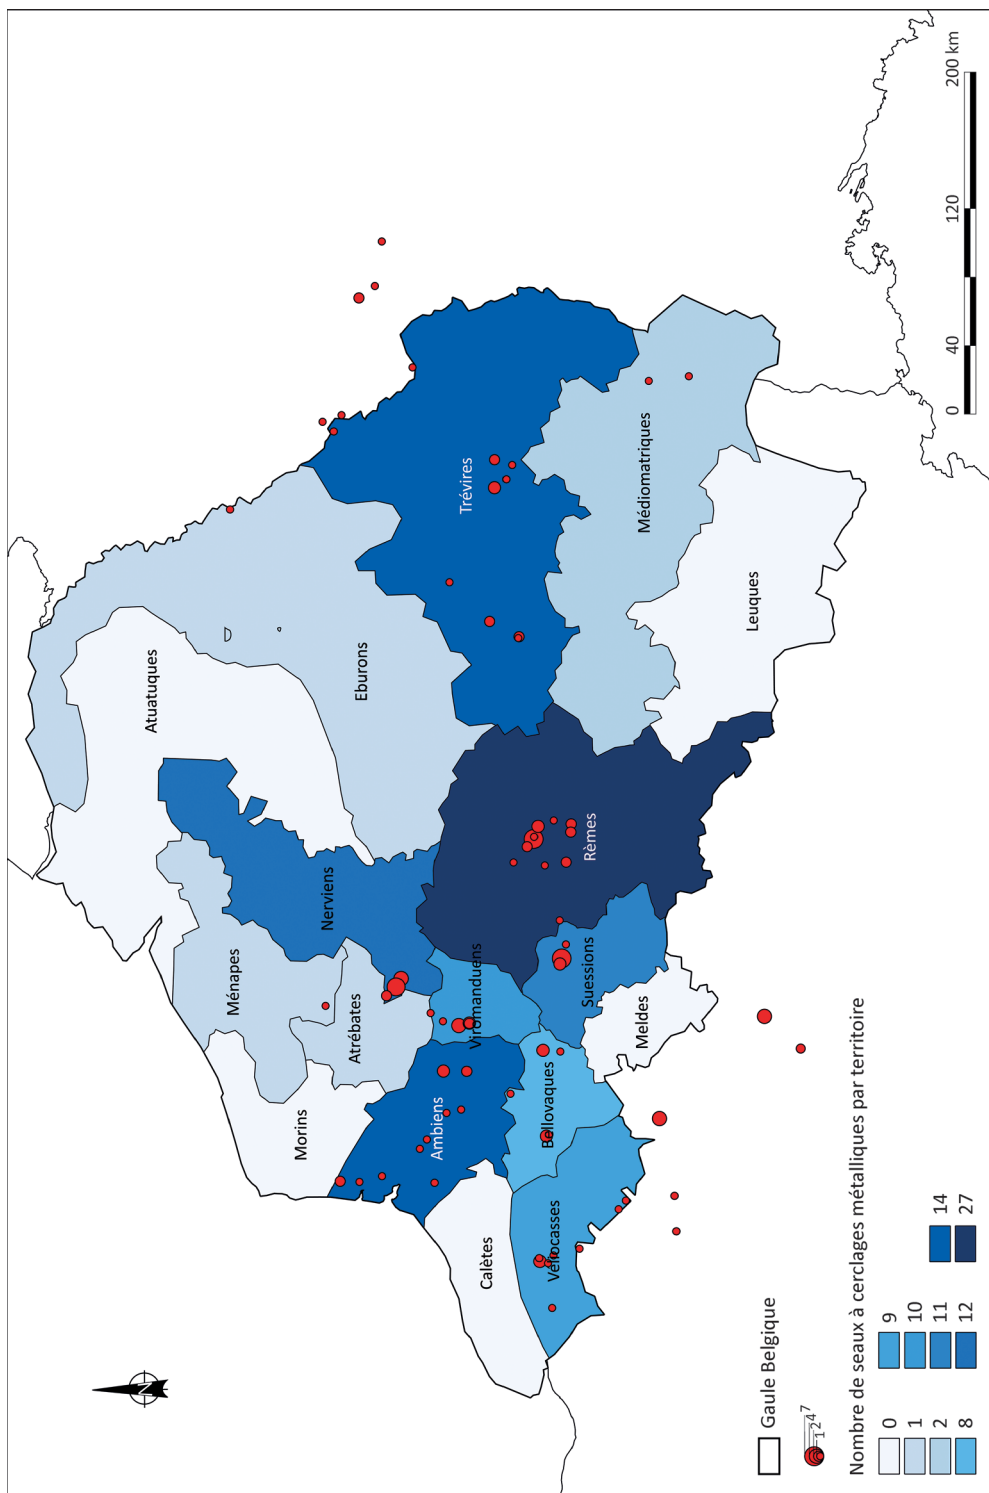 Atuatuques
Ménapes
Nerviens
Eburons
Morins
Atrébates
Trévires
Ambiens
Viromanduens
Calètes
Bellovaques
Suessions
Rèmes
Médiomatriques
Véliocasses
Meldes
Leuques
N
Gaule Belgique
1 2 4 7
Nombre de seaux à cerclages métalliques par territoire
0
1
2
8
9
10
11
12
14
27
0 40 120 200 km